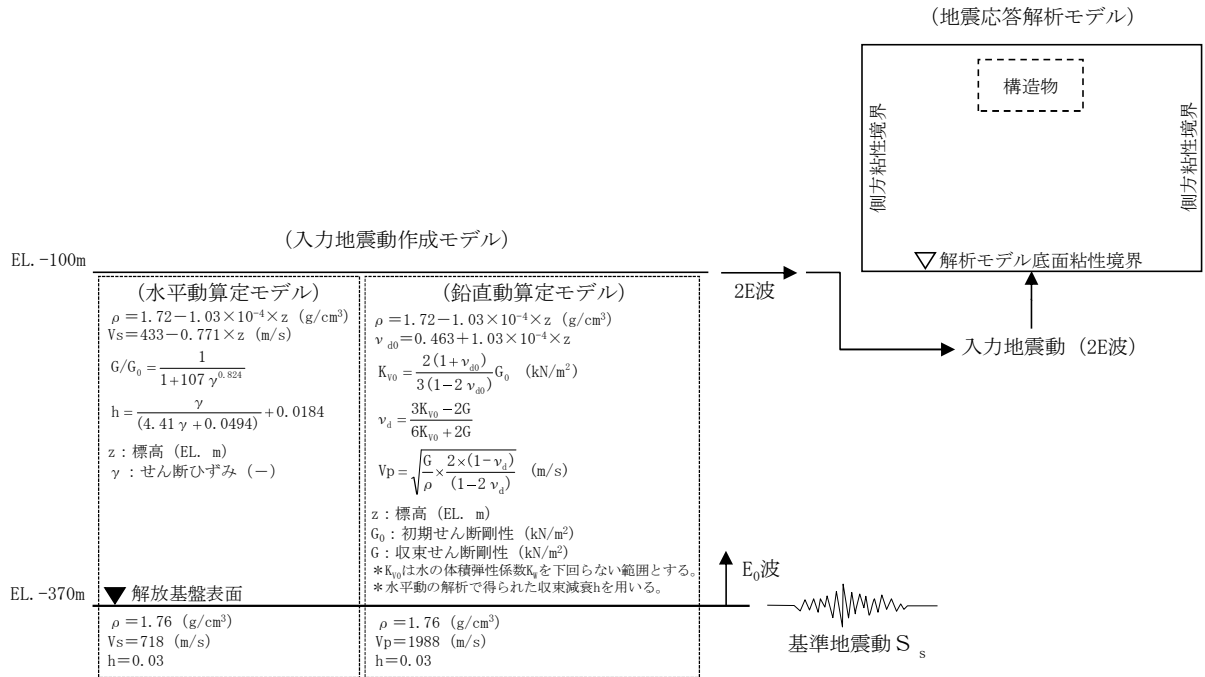 （地震応答解析モデル）
構造物
側方粘性境界
側方粘性境界
▽解析モデル底面粘性境界
（入力地震動作成モデル）
EL.-100m
2E波
入力地震動（2E波）
（水平動算定モデル）
ρ=1.72－1.03×10⁻⁴×z (g/cm³)
Vs=433－0.771×z (m/s)
G/G₀ = 1 / (1+107 γ^0.824)
h = γ / (4.41 γ + 0.0494) + 0.0184
z：標高（EL. m）
γ：せん断ひずみ（－）
（鉛直動算定モデル）
ρ=1.72－1.03×10⁻⁴×z (g/cm³)
ν_d0=0.463＋1.03×10⁻⁴×z
K_V0 = 2(1+ν_d0) / 3(1-2 ν_d0) G₀ (kN/m²)
ν_d = (3K_V0 －2G) / (6K_V0 + 2G)
Vp = √(G/ρ × 2×(1-ν_d) / (1-2 ν_d)) (m/s)
z：標高（EL. m）
G₀：初期せん断剛性 (kN/m²)
G：収束せん断剛性 (kN/m²)
＊K_V0は水の体積弾性係数K_Wを下回らない範囲とする。
＊水平動の解析で得られた収束減衰hを用いる。
E₀波
EL.-370m
▼ 解放基盤表面
ρ=1.76 (g/cm³)
Vs=718 (m/s)
h=0.03
ρ=1.76 (g/cm³)
Vp=1988 (m/s)
h=0.03
基準地震動Ｓs